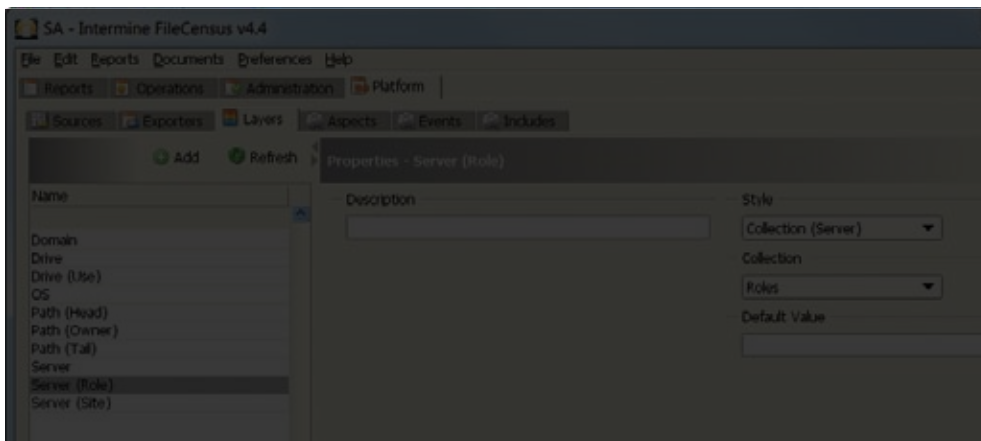 SA - Intermine FileCensus v4.4
File Edit Reports Documents Preferences Help
Reports Operations Administration Platform
Sources Exporters Layers Aspects Events Includes
Add Refresh
Properties - Server (Role)
Name
Description
Style
Collection (Server)
Domain
Collection
Drive
Drive (Use)
Roles
OS
Path (Head)
Default Value
Path (Owner)
Path (Tail)
Server
Server (Role)
Server (Site)